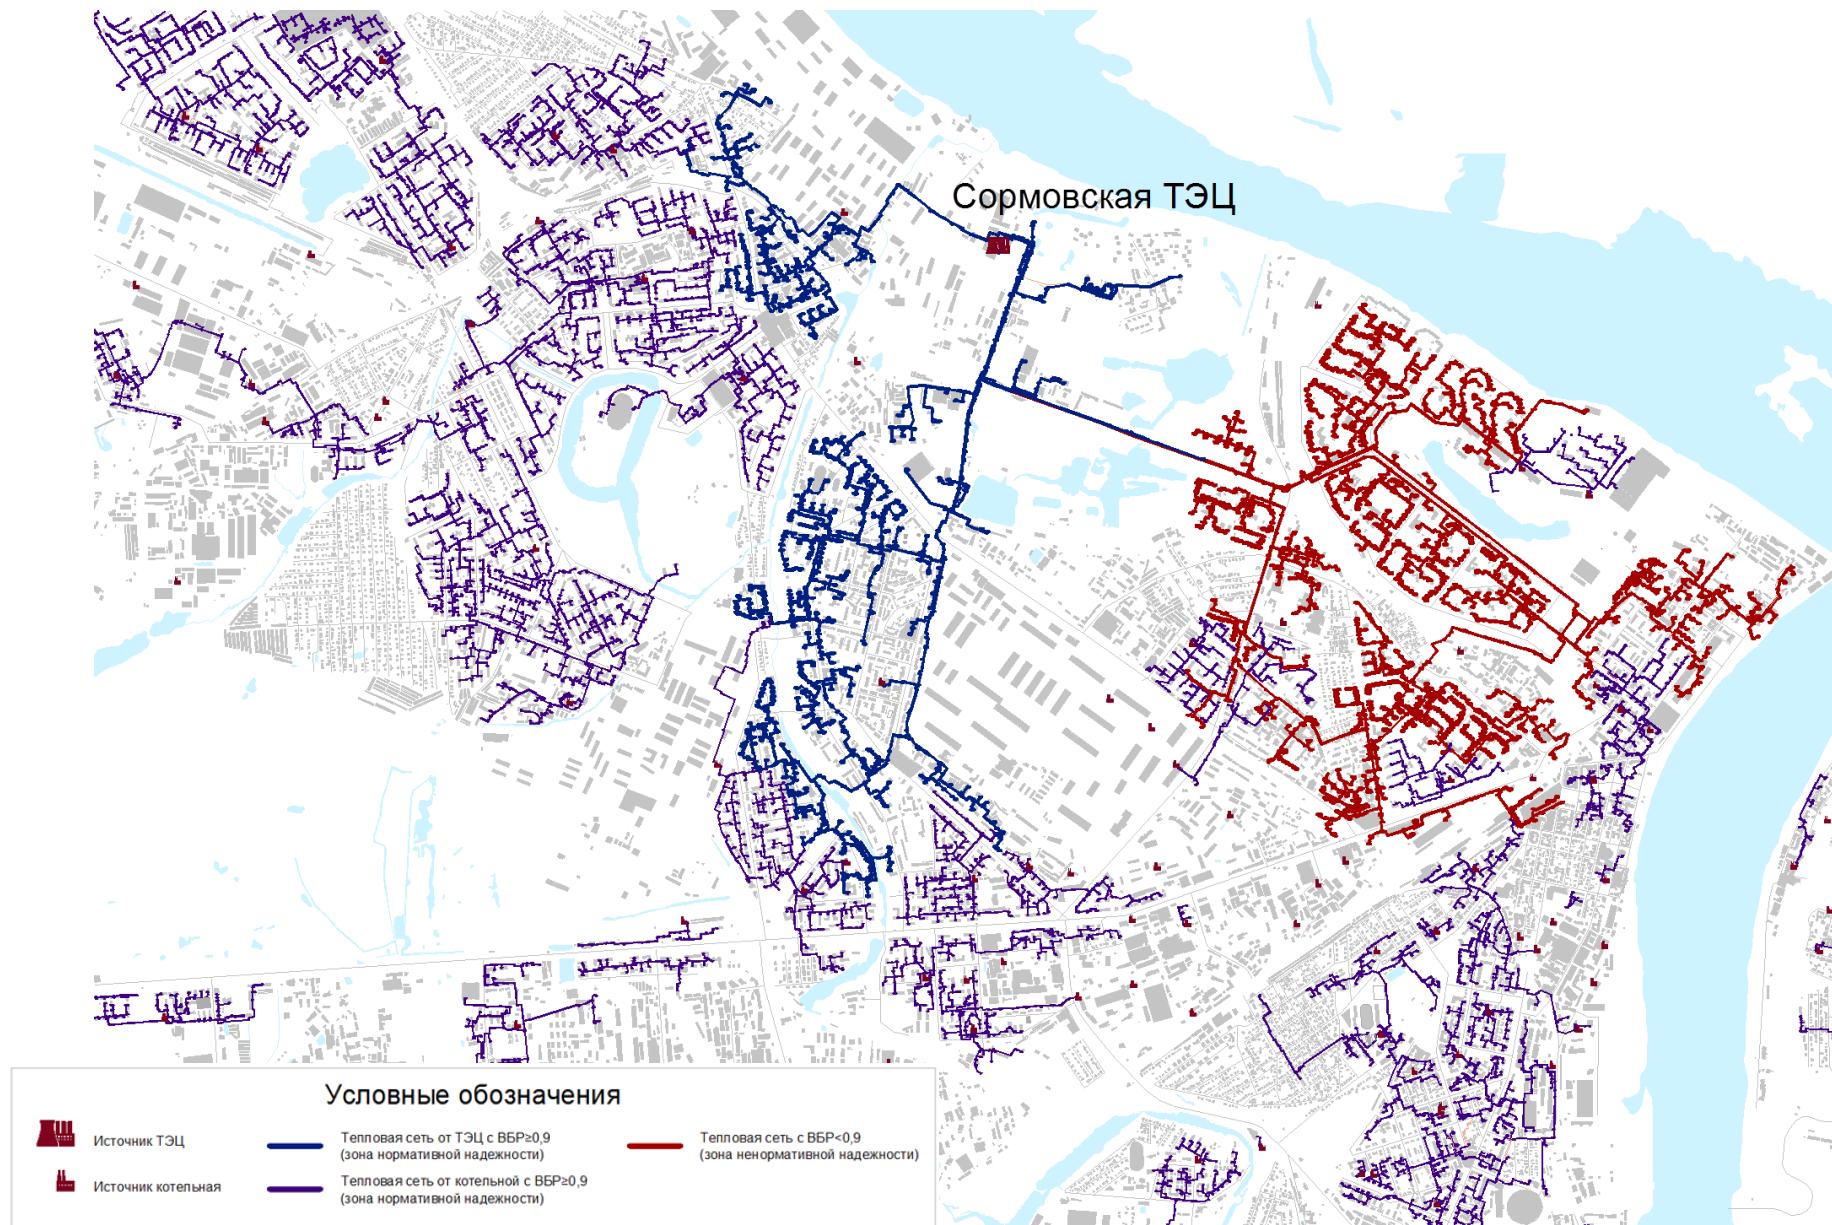 Сормовская ТЭЦ
Условные обозначения
Источник ТЭЦ
Тепловая сеть от ТЭЦ с ВБР≥0,9
(зона нормативной надежности)
Тепловая сеть с ВБР<0,9
(зона ненормативной надежности)
Источник котельная
Тепловая сеть от котельной с ВБР≥0,9
(зона нормативной надежности)